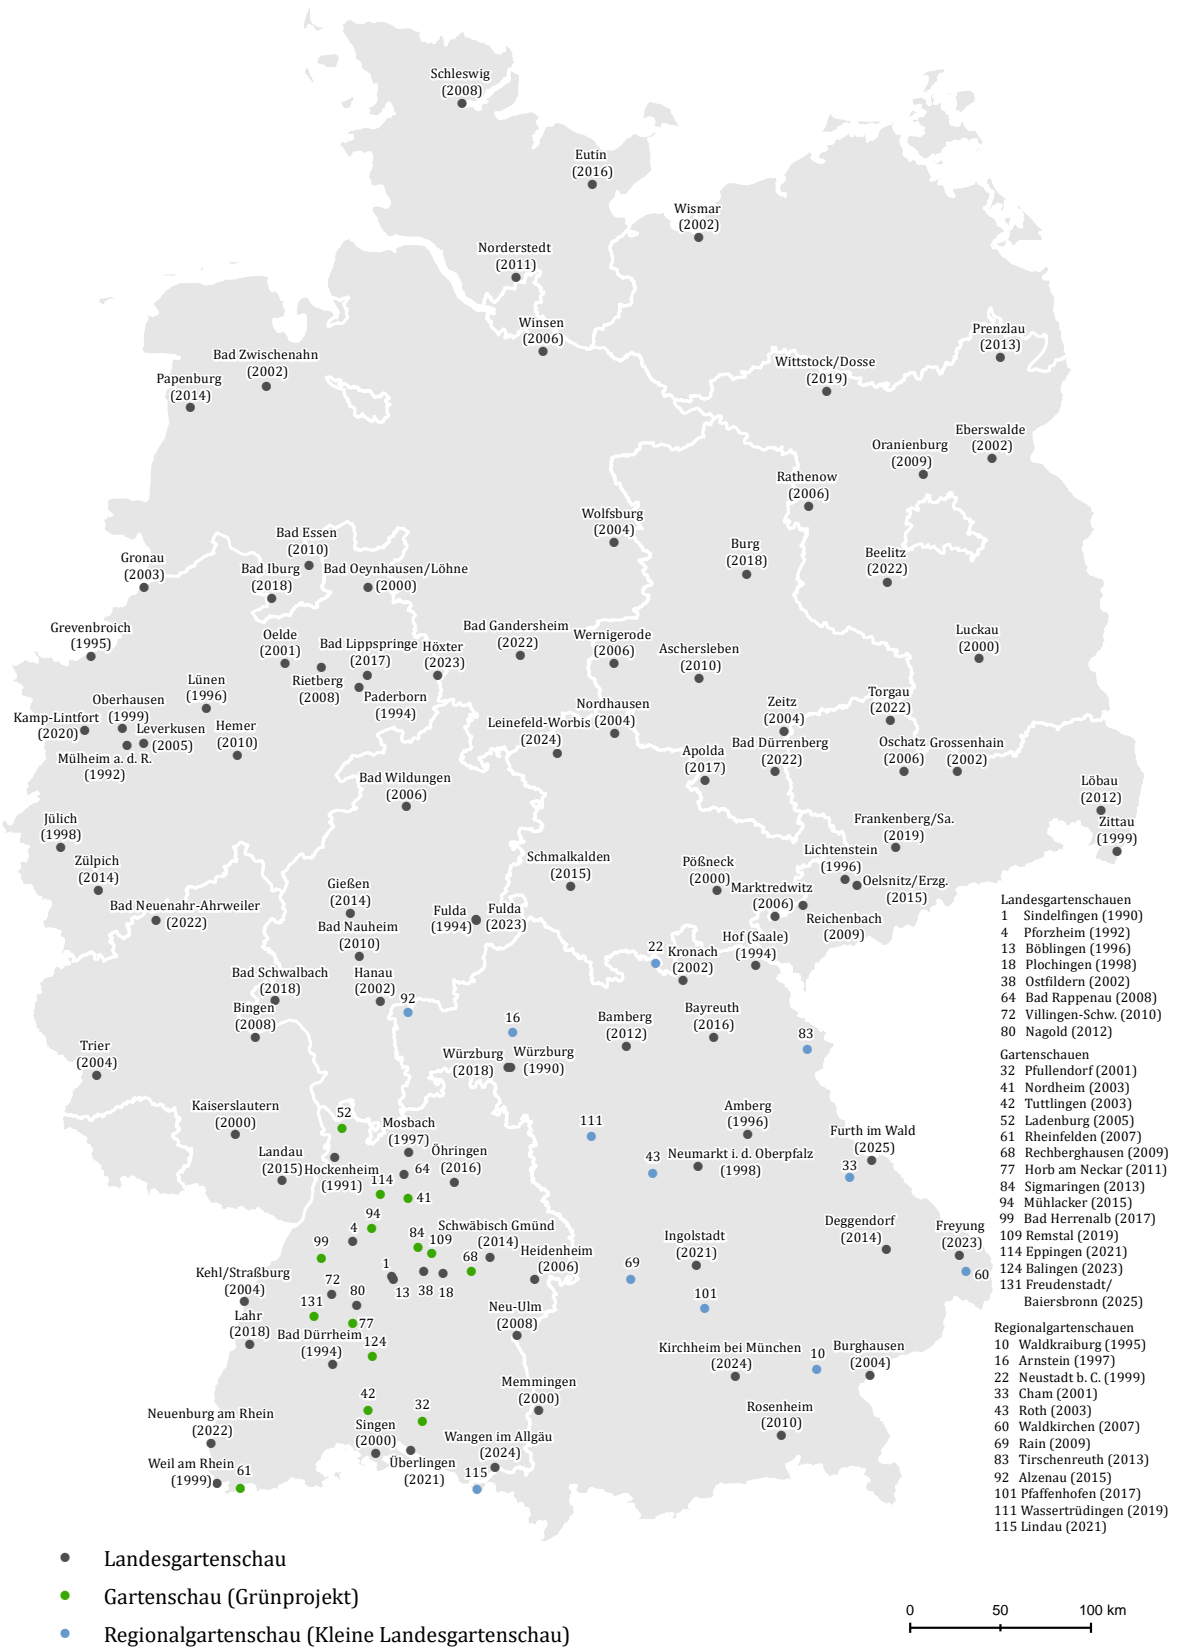 Schleswig
(2008)
Eutin
(2016)
Wismar
(2002)
Norderstedt
(2011)
Winsen
(2006)
Prenzlau
(2013)
Bad Zwischenahn
(2002)
Wittstock/Dosse
(2019)
Papenburg
(2014)
Eberswalde
(2002)
Oranienburg
(2009)
Rathenow
(2006)
Wolfsburg
(2004)
Bad Essen
(2010)
Burg
(2018)
Beelitz
(2022)
Gronau
(2003)
Bad Iburg
(2018)
Bad Oeynhausen/Löhne
(2000)
Grevenbroich
(1995)
Oelde
(2001)
Bad Lippspringe
(2017)
Höxter
(2023)
Bad Gandersheim
(2022)
Wernigerode
(2006)
Aschersleben
(2010)
Luckau
(2000)
Rietberg
(2008)
Paderborn
(1994)
Lünen
(1996)
Oberhausen
(1999)
Kamp-Lintfort
(2020)
Leverkusen
(2005)
Mülheim a. d. R.
(1992)
Hemer
(2010)
Leinefeld-Worbis
(2024)
Nordhausen
(2004)
Zeitz
(2004)
Torgau
(2022)
Apolda
(2017)
Bad Dürrenberg
(2022)
Oschatz
(2006)
Grossenhain
(2002)
Bad Wildungen
(2006)
Löbau
(2012)
Zittau
(1999)
Jülich
(1998)
Frankenberg/Sa.
(2019)
Zülpich
(2014)
Schmalkalden
(2015)
Pößneck
(2000)
Lichtenstein
(1996)
Oelsnitz/Erzg.
(2015)
Marktredwitz
(2006)
Reichenbach
(2009)
Bad Neuenahr-Ahrweiler
(2022)
Gießen
(2014)
Bad Nauheim
(2010)
Fulda
(1994)
Fulda
(2023)
Hof (Saale)
(1994)
22
Kronach
(2002)
Bad Schwalbach
(2018)
Hanau
(2002)
92
Bingen
(2008)
16
Bamberg
(2012)
Bayreuth
(2016)
83
Trier
(2004)
Würzburg
(2018)
Würzburg
(1990)
Kaiserslautern
(2000)
52
Mosbach
(1997)
111
Amberg
(1996)
Furth im Wald
(2025)
Landau
(2015)
Hockenheim
(1991)
64
Öhringen
(2016)
43
Neumarkt i. d. Oberpfalz
(1998)
33
114
41
94
4
84
109
Schwäbisch Gmünd
(2014)
Ingolstadt
(2021)
Deggendorf
(2014)
Freyung
(2023)
99
68
Heidenheim
(2006)
69
60
Kehl/Straßburg
(2004)
72
1
13
38
18
101
80
131
77
Lahr
(2018)
Bad Dürrheim
(1994)
124
Neu-Ulm
(2008)
Kirchheim bei München
(2024)
10
Burghausen
(2004)
42
32
Memmingen
(2000)
Rosenheim
(2010)
Neuenburg am Rhein
(2022)
Singen
(2000)
Wangen im Allgäu
(2024)
Überlingen
(2021)
Weil am Rhein
(1999)
61
115
Landesgartenschauen
1 Sindelfingen (1990)
4 Pforzheim (1992)
13 Böblingen (1996)
18 Plochingen (1998)
38 Ostfildern (2002)
64 Bad Rappenau (2008)
72 Villingen-Schw. (2010)
80 Nagold (2012)
Gartenschauen
32 Pfullendorf (2001)
41 Nordheim (2003)
42 Tuttlingen (2003)
52 Ladenburg (2005)
61 Rheinfelden (2007)
68 Rechberghausen (2009)
77 Horb am Neckar (2011)
84 Sigmaringen (2013)
94 Mühlacker (2015)
99 Bad Herrenalb (2017)
109 Remstal (2019)
114 Eppingen (2021)
124 Balingen (2023)
131 Freudenstadt/
Baiersbronn (2025)
Regionalgartenschauen
10 Waldkraiburg (1995)
16 Arnstein (1997)
22 Neustadt b. C. (1999)
33 Cham (2001)
43 Roth (2003)
60 Waldkirchen (2007)
69 Rain (2009)
83 Tirschenreuth (2013)
92 Alzenau (2015)
101 Pfaffenhofen (2017)
111 Wassertrüdingen (2019)
115 Lindau (2021)
Landesgartenschau
Gartenschau (Grünprojekt)
Regionalgartenschau (Kleine Landesgartenschau)
0 50 100 km